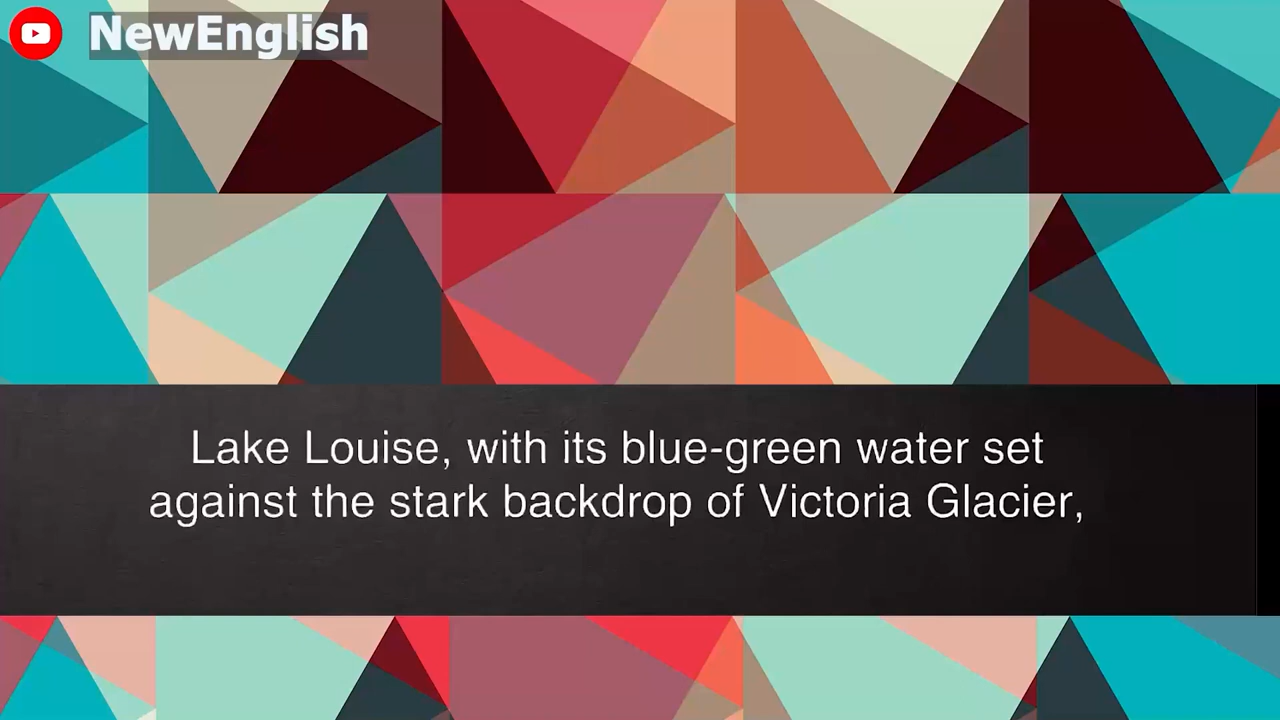 NewEnglish
Lake Louise, with its blue-green water set
against the stark backdrop of Victoria Glacier,